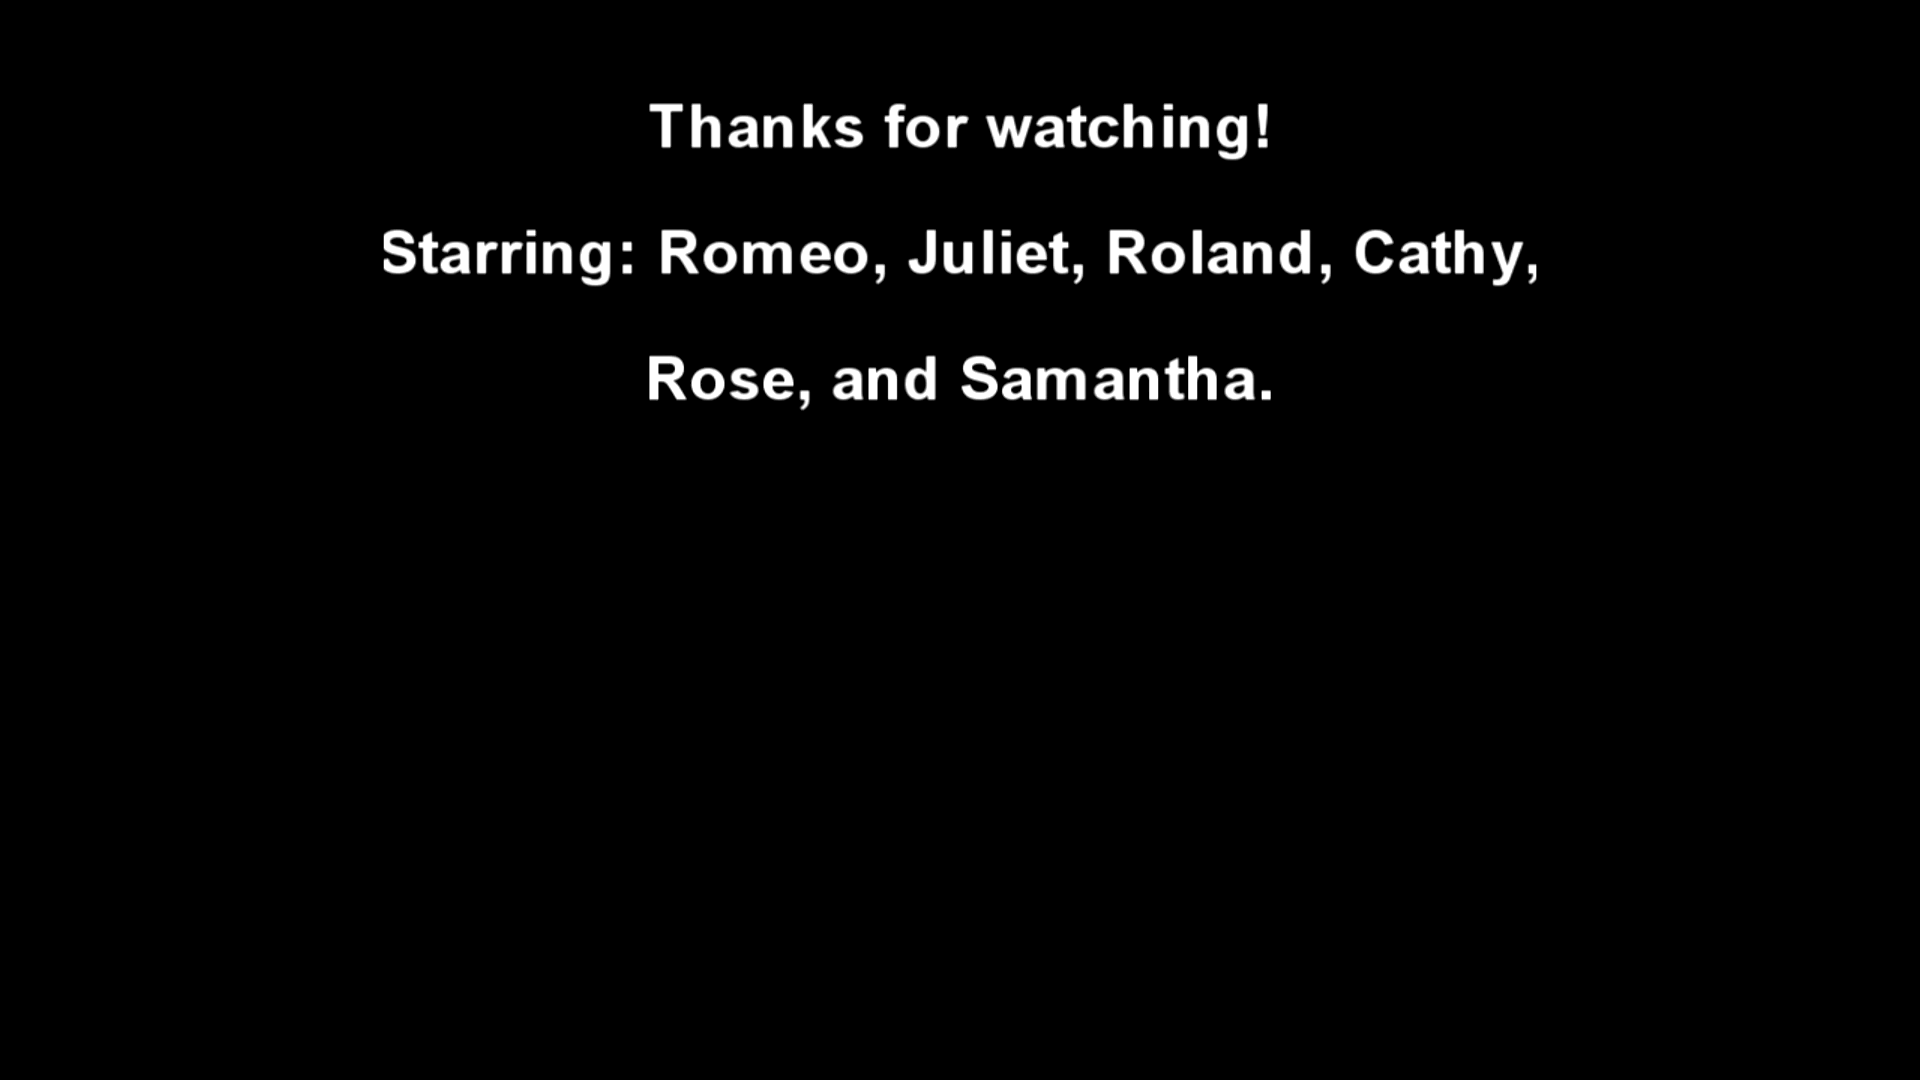 Thanks for watching!
Starring: Romeo, Juliet, Roland, Cathy,
Rose, and Samantha.